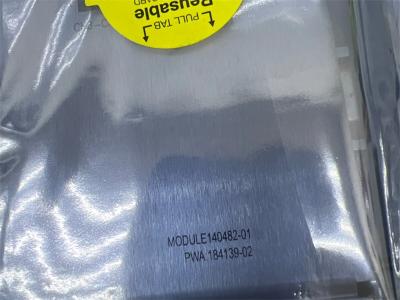 Reusable
PULL TAB
MODULE140482-01
PWA 184139-02